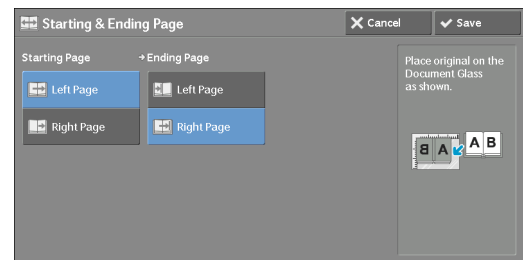 Starting & Ending Page
Cancel
Save
Starting Page
Ending Page
Left Page
Left Page
Right Page
Right Page
Place original on the
Document Glass
as shown.
B A
A B